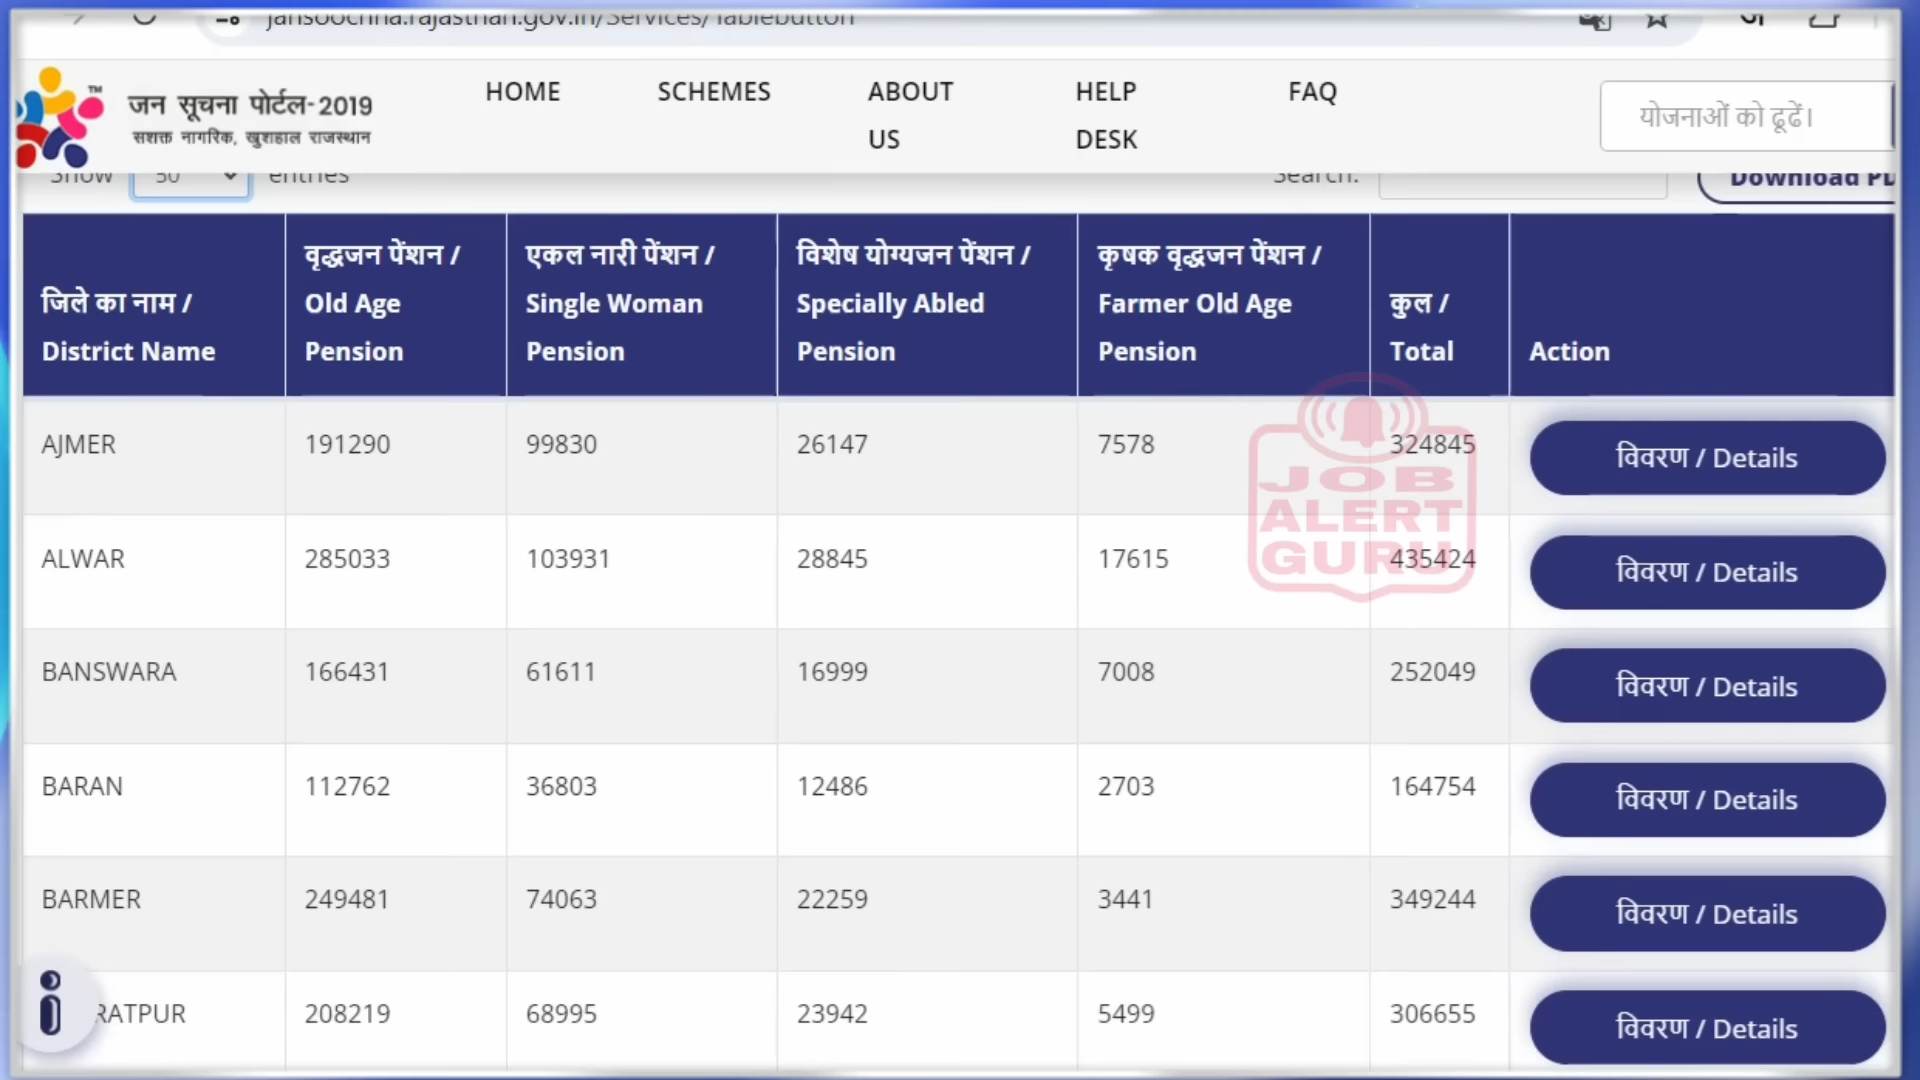 jansoochna.rajasthan.gov.in/Services/Tablebutton
जन सूचना पोर्टल-2019
TM
सशक्त नागरिक, खुशहाल राजस्थान
HOME
SCHEMES
ABOUT
US
HELP
DESK
FAQ
योजनाओं को ढूढें।
Show 50 entries
Search:
Download
जिले का नाम /
District Name
वृद्धजन पेंशन /
Old Age
Pension
एकल नारी पेंशन /
Single Woman
Pension
विशेष योग्यजन पेंशन /
Specially Abled
Pension
कृषक वृद्धजन पेंशन /
Farmer Old Age
Pension
कुल /
Total
Action
AJMER 191290 99830 26147 7578 324845 विवरण / Details
ALWAR 285033 103931 28845 17615 435424 विवरण / Details
BANSWARA 166431 61611 16999 7008 252049 विवरण / Details
BARAN 112762 36803 12486 2703 164754 विवरण / Details
BARMER 249481 74063 22259 3441 349244 विवरण / Details
RATPUR 208219 68995 23942 5499 306655 विवरण / Details
JOB
ALERT
GURU